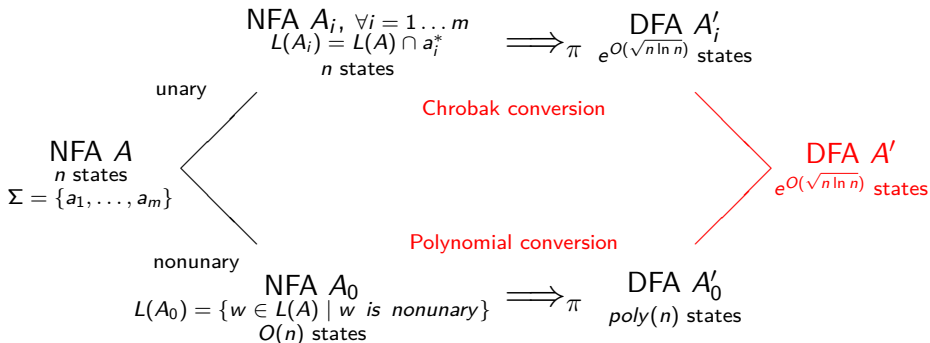 NFA A_i, ∀i = 1 … m
L(A_i) = L(A) ∩ a_i^*
n states
⟹_π
DFA A′_i
e^{O(√(n ln n))} states
unary
Chrobak conversion
NFA A
n states
Σ = {a_1, …, a_m}
DFA A′
e^{O(√(n ln n))} states
Polynomial conversion
nonunary
NFA A_0
L(A_0) = {w ∈ L(A) | w is nonunary}
O(n) states
⟹_π
DFA A′_0
poly(n) states